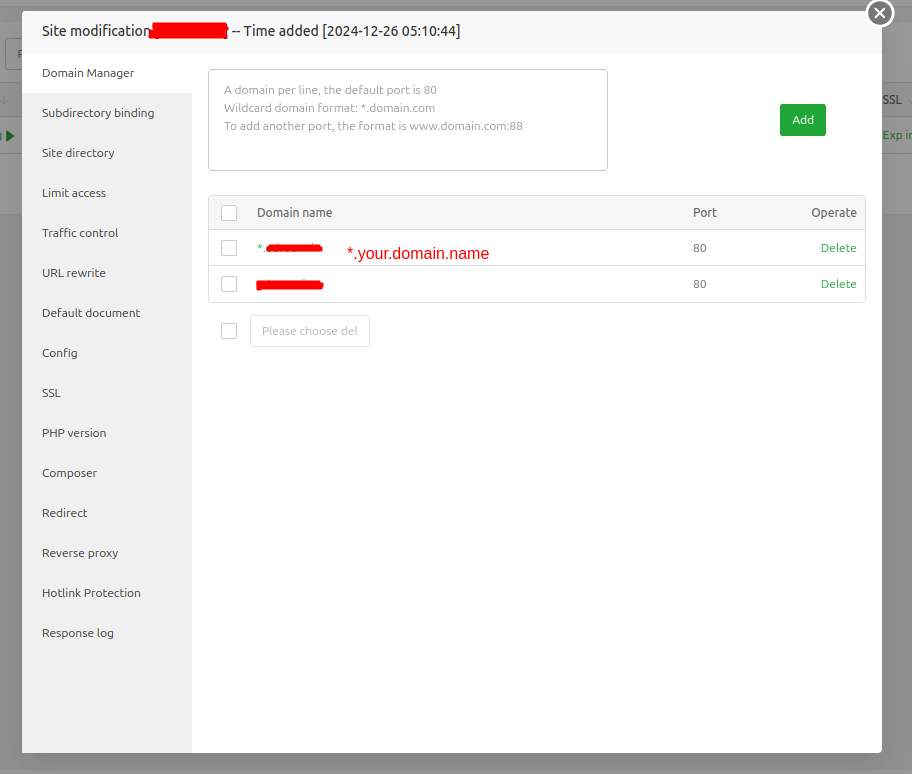 Site modification -- Time added [2024-12-26 05:10:44]
SSL
Exp in
Domain Manager
Subdirectory binding
Site directory
Limit access
Traffic control
URL rewrite
Default document
Config
SSL
PHP version
Composer
Redirect
Reverse proxy
Hotlink Protection
Response log
A domain per line, the default port is 80
Wildcard domain format: *.domain.com
To add another port, the format is www.domain.com:88
Add
Domain name Port Operate
*. *.your.domain.name 80 Delete
80 Delete
Please choose del